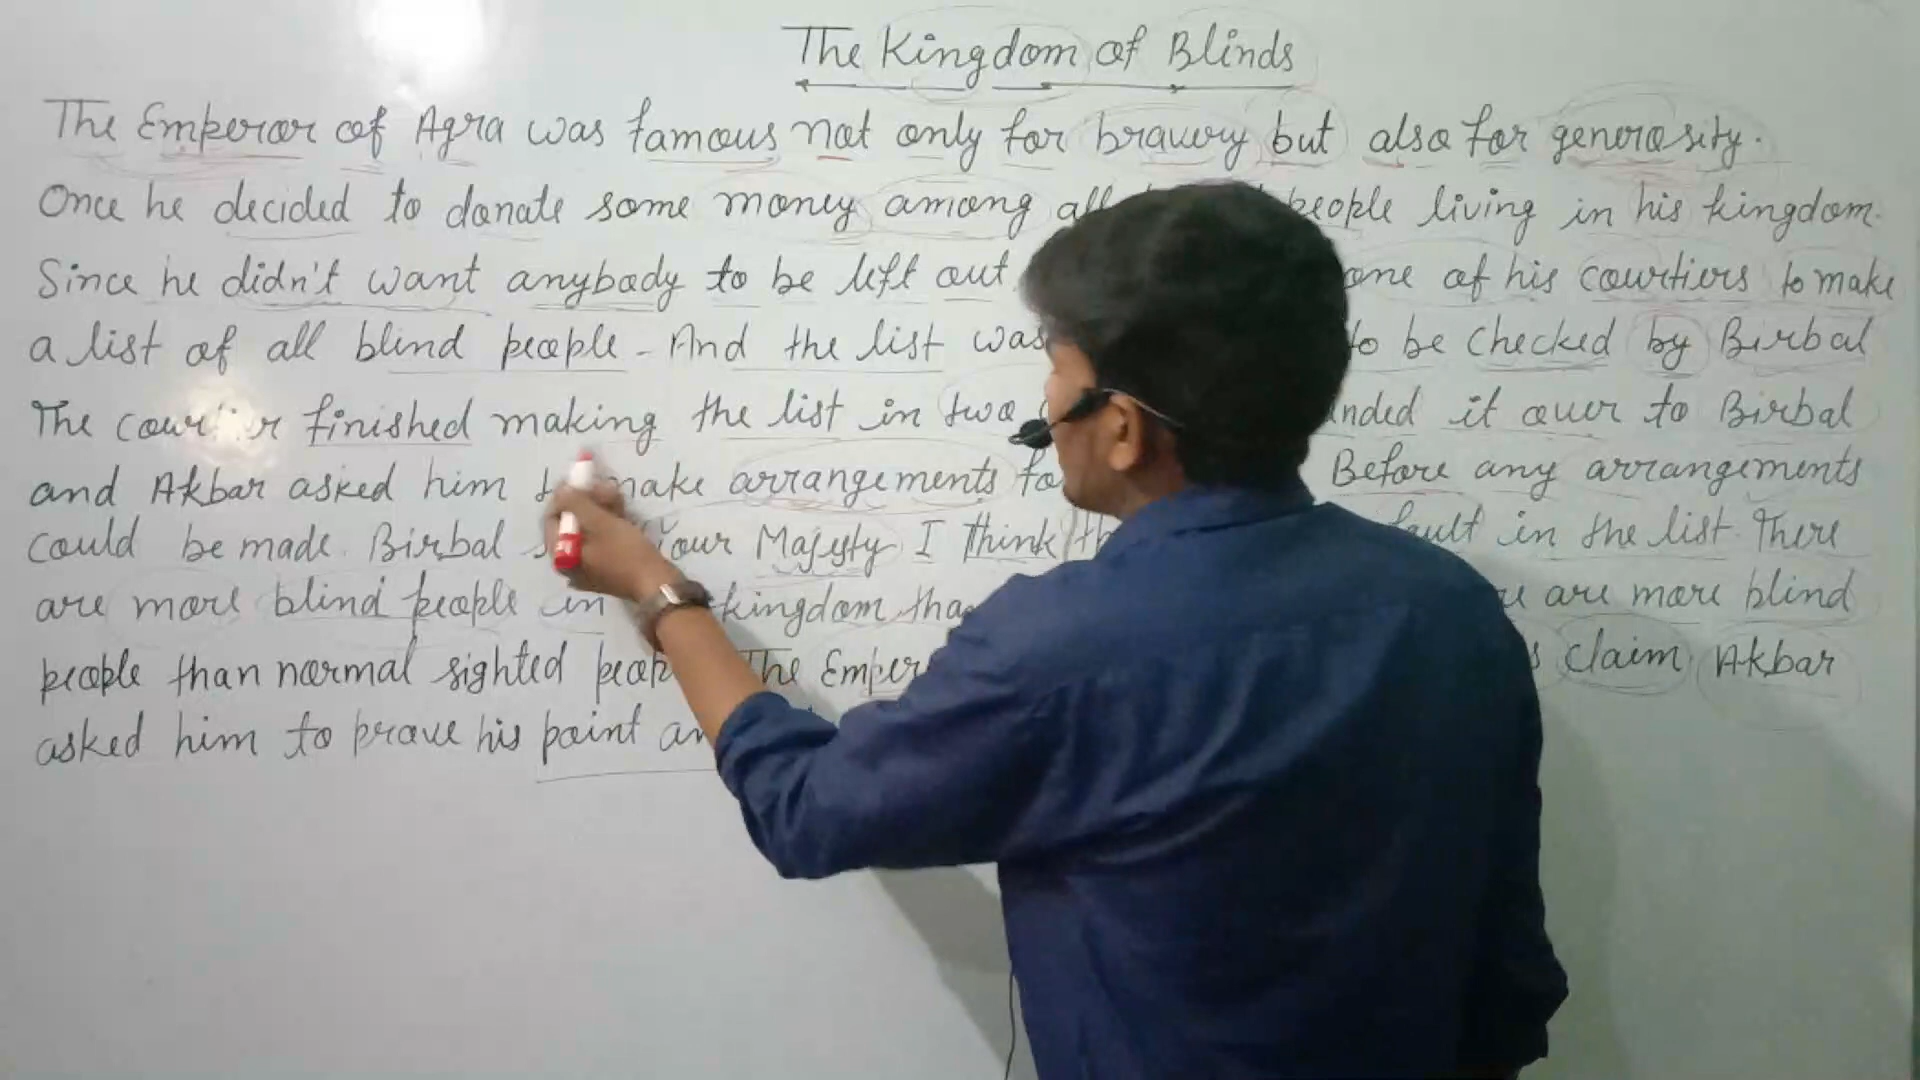 The Kingdom of Blinds
The Emperor of Agra was famous not only for bravery but also for generosity.
Once he decided to donate some money among all people living in his kingdom.
Since he didn't want anybody to be left out one of his courtiers to make
a list of all blind people. And the list was to be checked by Birbal
The finished making the list in two it over to Birbal
and Akbar asked him make arrangements Before any arrangements
could be made. Birbal Your Majesty I think fault in the list. There
are more blind people in kingdom are more blind
people than normal sighted The claim Akbar
asked him to prove his point